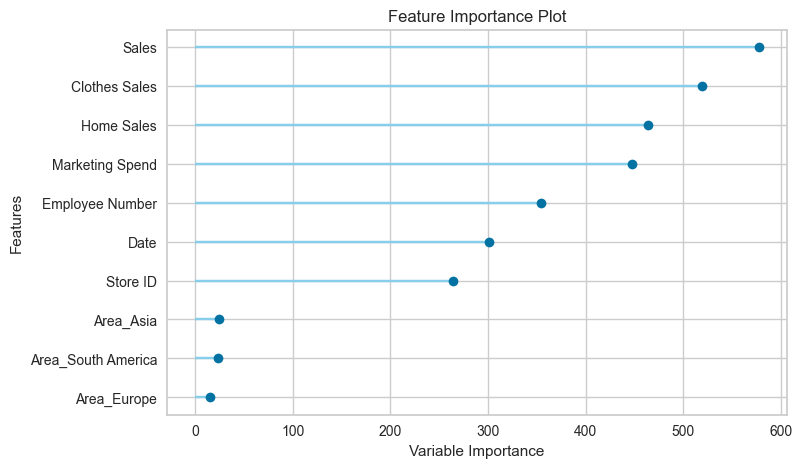 Feature Importance Plot
Features
Sales
Clothes Sales
Home Sales
Marketing Spend
Employee Number
Date
Store ID
Area_Asia
Area_South America
Area_Europe
0 100 200 300 400 500 600
Variable Importance